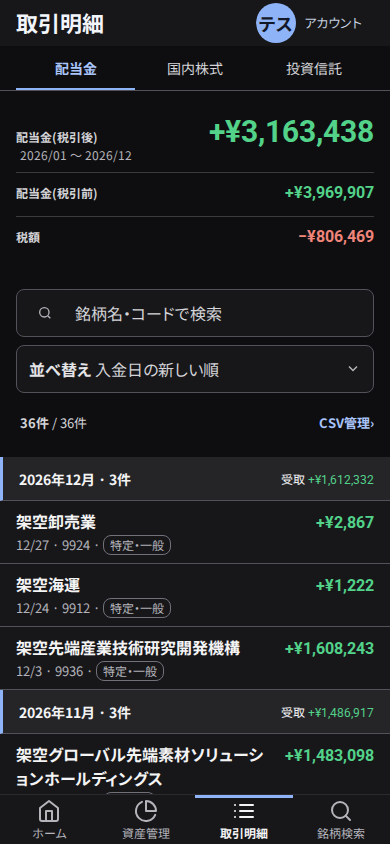 取引明細
テス アカウント
配当金 国内株式 投資信託
配当金(税引後) +¥3,163,438
2026/01 〜 2026/12
配当金(税引前) +¥3,969,907
税額 −¥806,469
銘柄名・コードで検索
並べ替え 入金日の新しい順
36件 / 36件 CSV管理›
2026年12月・3件 受取 +¥1,612,332
架空卸売業 +¥2,867
12/27・9924・特定・一般
架空海運 +¥1,222
12/24・9912・特定・一般
架空先端産業技術研究開発機構 +¥1,608,243
12/3・9936・特定・一般
2026年11月・3件 受取 +¥1,486,917
架空グローバル先端素材ソリューシ +¥1,483,098
ョンホールディングス
ホーム 資産管理 取引明細 銘柄検索